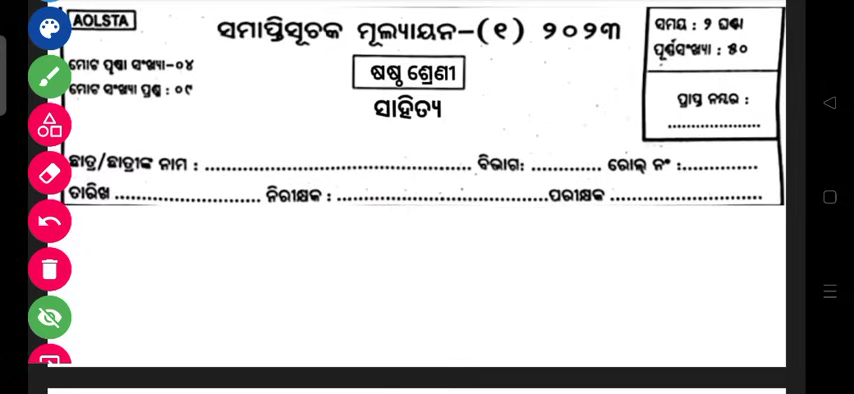 AOLSTA
ସମାପ୍ତିସୂଚକ ମୂଲ୍ୟାୟନ-(୧) ୨୦୨୩
ସମୟ : ୨ ଘଣ୍ଟା
ପୂର୍ଣ୍ଣସଂଖ୍ୟା : ୫୦
ମୋଟ ପୃଷ୍ଠା ସଂଖ୍ୟା-୦୪
ମୋଟ ସଂଖ୍ୟା ପ୍ରଶ୍ନ : ୦୯
ଷଷ୍ଠ ଶ୍ରେଣୀ
ସାହିତ୍ୟ
ପ୍ରାପ୍ତ ନମ୍ବର :
....................
ଛାତ୍ର/ଛାତ୍ରୀଙ୍କ ନାମ : .......................................................... ବିଭାଗ: ............... ରୋଲ୍ ନଂ :................
ତାରିଖ ............................... ନିରୀକ୍ଷକ : .............................................ପରୀକ୍ଷକ .................................